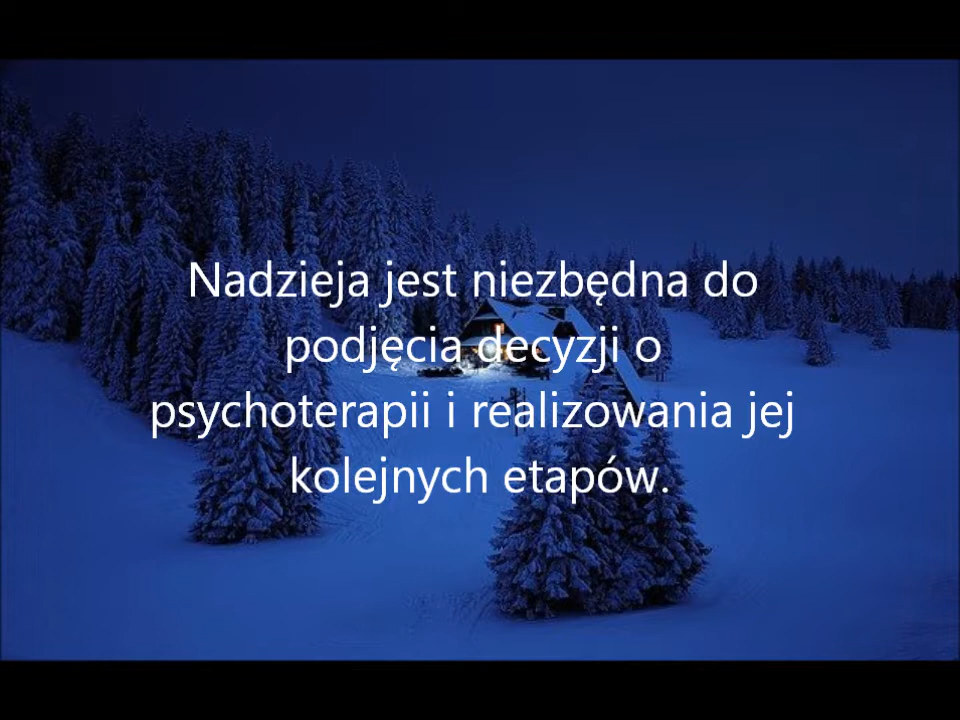 Nadzieja jest niezbędna do
podjęcia decyzji o
psychoterapii i realizowania jej
kolejnych etapów.